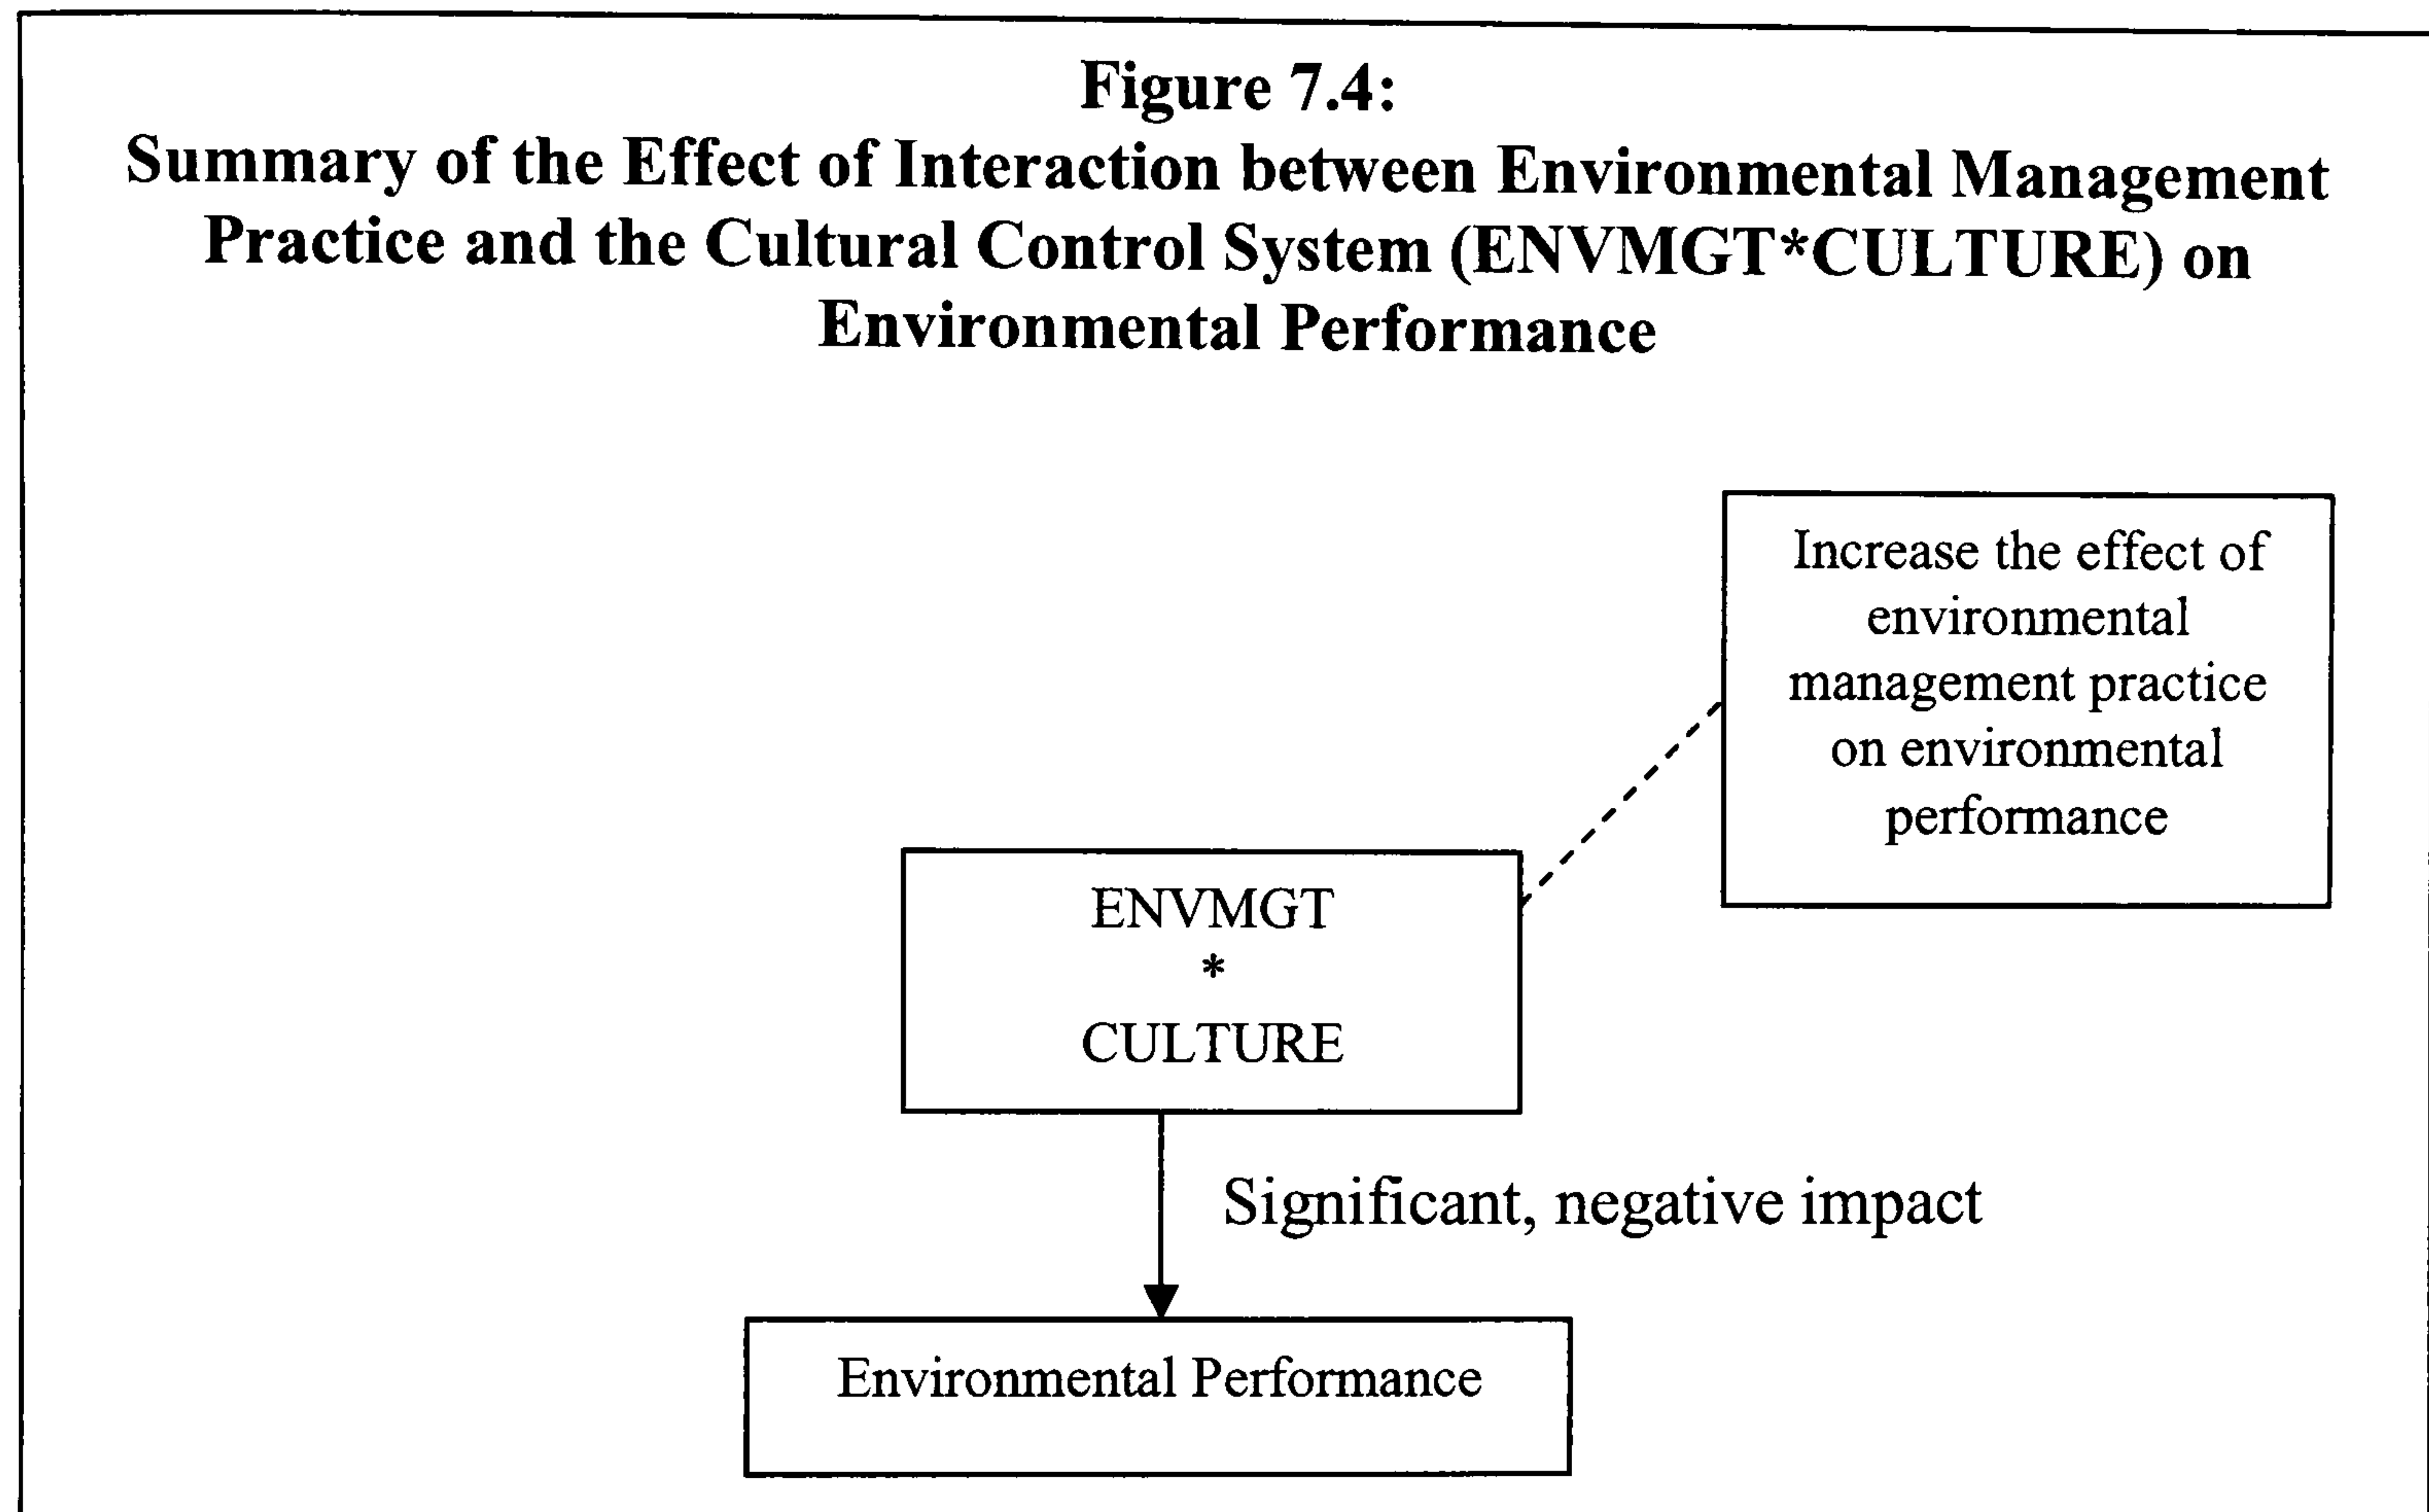 Figure 7.4:
Summary of the Effect of Interaction between Environmental Management
Practice and the Cultural Control System (ENVMGT*CULTURE) on
Environmental Performance
Increase the effect of
environmental
management practice
on environmental
performance
ENVMGT
*
CULTURE
Significant, negative impact
Environmental Performance